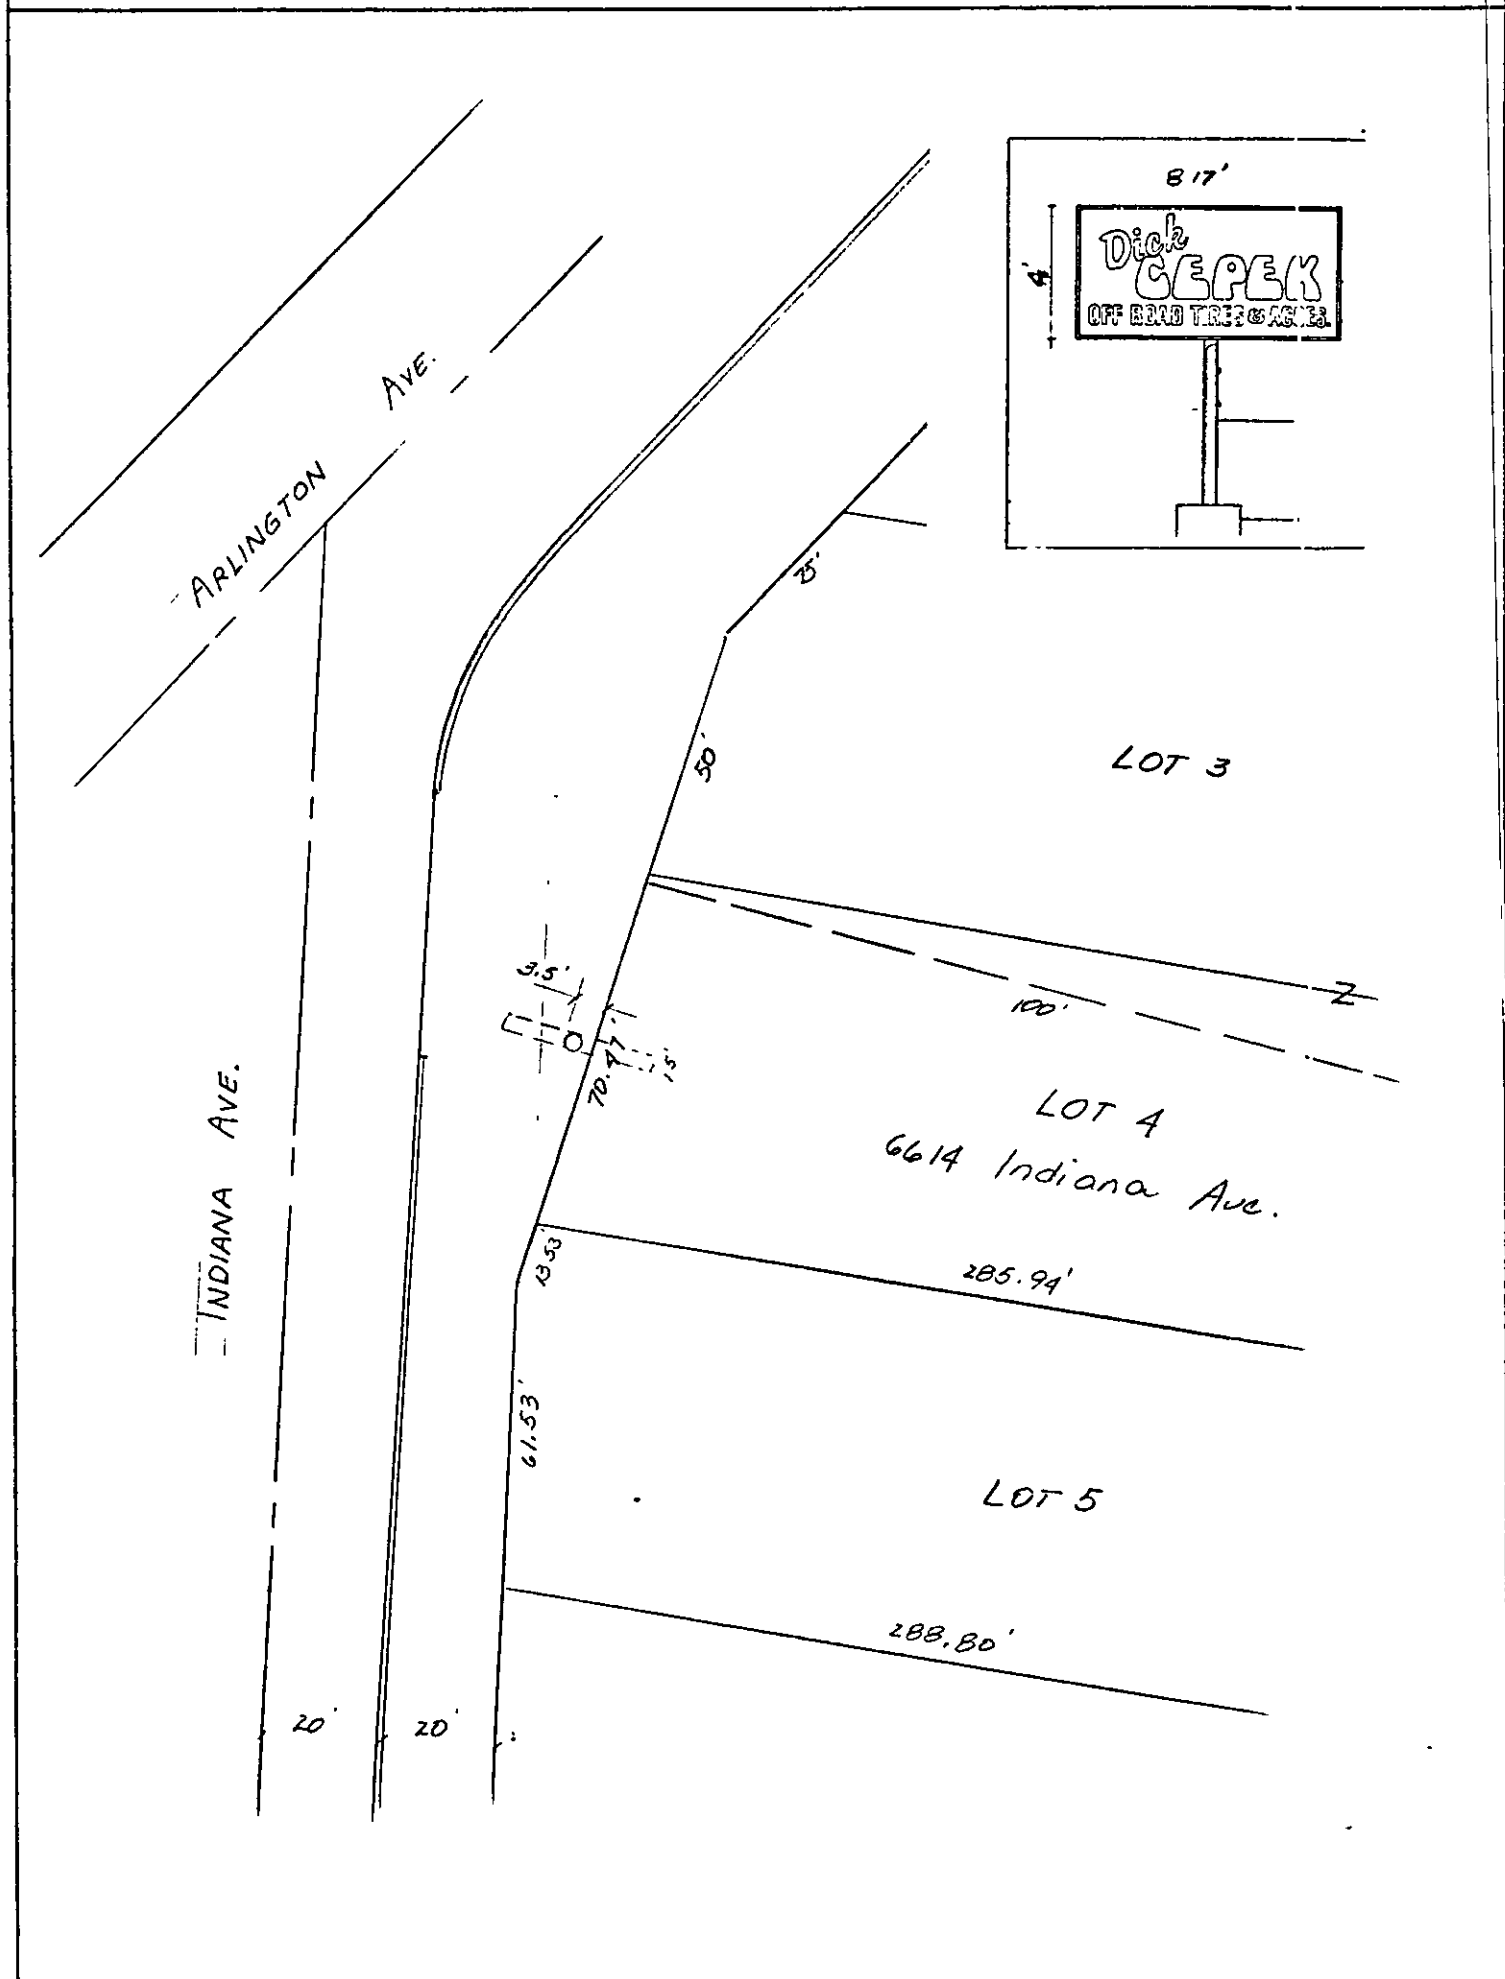 8 17'
4'
Dick
CEPEK
OFF ROAD TIRES & ACCES.
AVE.
ARLINGTON
75'
50'
LOT 3
3.5'
Z
100'
70.47'
15'
LOT 4
6614 Indiana Ave.
INDIANA AVE.
13.53'
285.94'
61.53'
LOT 5
288.80'
20'
20'